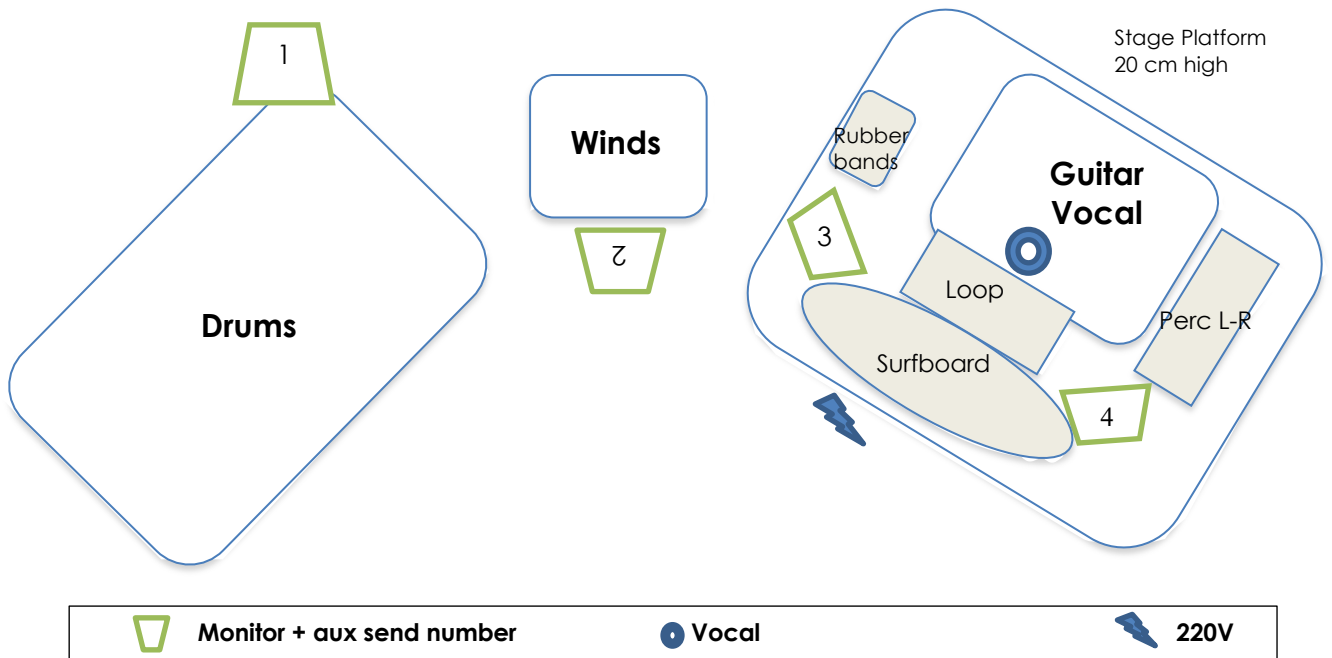 1
Stage Platform
20 cm high
Winds
Rubber
bands
Guitar
Vocal
2
3
Loop
Drums
Perc L-R
Surfboard
4
Monitor + aux send number
Vocal
220V